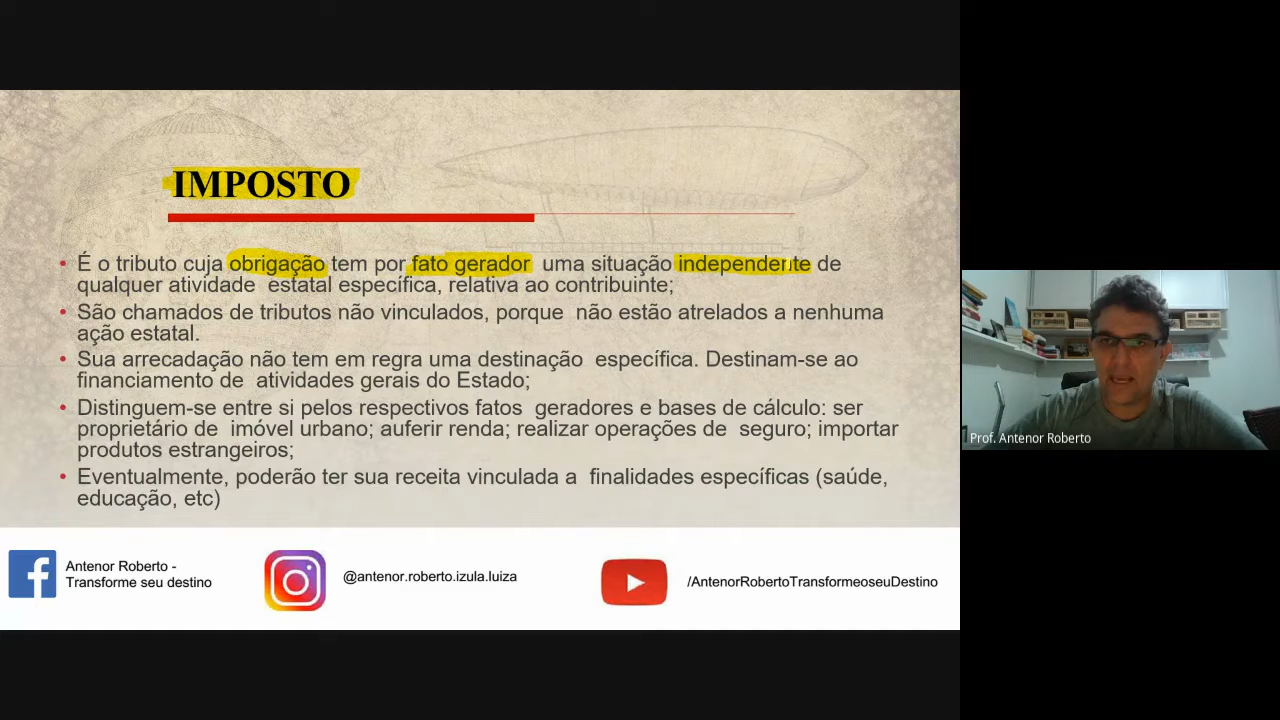 IMPOSTO
• É o tributo cuja obrigação tem por fato gerador uma situação independente de
qualquer atividade estatal específica, relativa ao contribuinte;
• São chamados de tributos não vinculados, porque não estão atrelados a nenhuma
ação estatal.
• Sua arrecadação não tem em regra uma destinação específica. Destinam-se ao
financiamento de atividades gerais do Estado;
• Distinguem-se entre si pelos respectivos fatos geradores e bases de cálculo: ser
proprietário de imóvel urbano; auferir renda; realizar operações de seguro; importar
produtos estrangeiros;
• Eventualmente, poderão ter sua receita vinculada a finalidades específicas (saúde,
educação, etc)
Antenor Roberto -
Transforme seu destino
@antenor.roberto.izula.luiza
/AntenorRobertoTransformeoseuDestino
Prof. Antenor Roberto